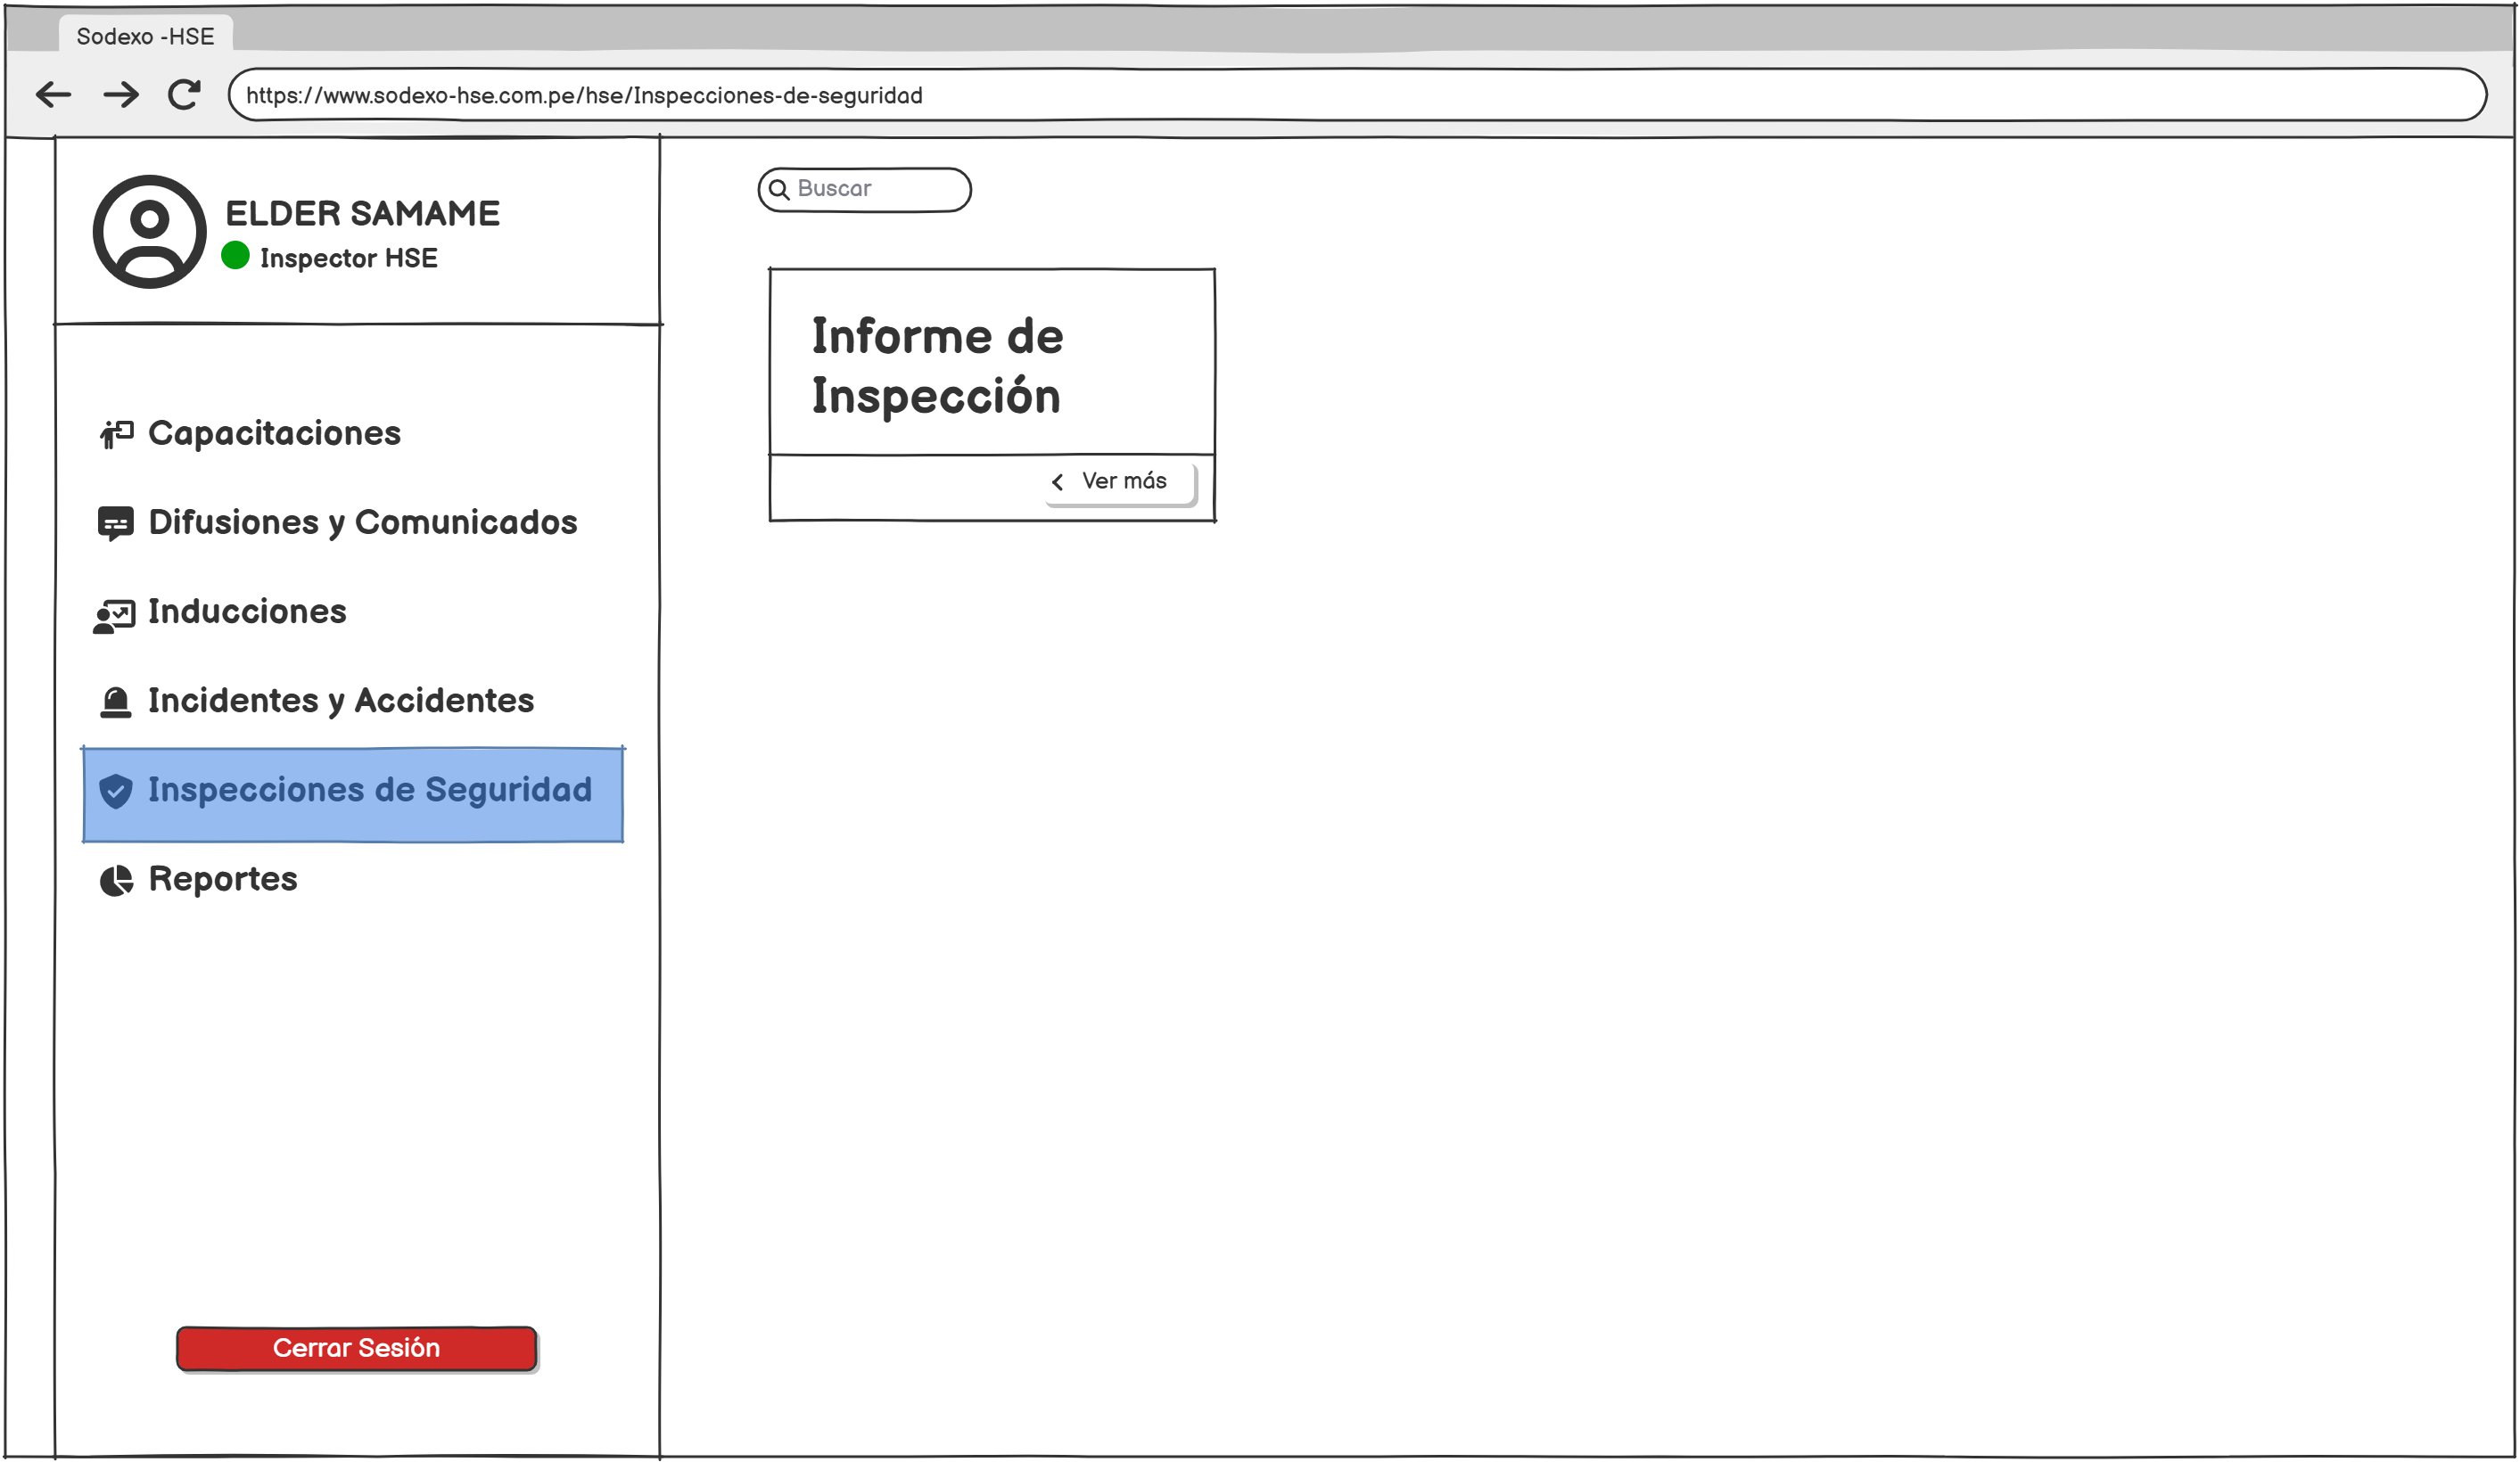 Sodexo -HSE
https://www.sodexo-hse.com.pe/hse/Inspecciones-de-seguridad
ELDER SAMAME
Inspector HSE
Capacitaciones
Difusiones y Comunicados
Inducciones
Incidentes y Accidentes
Inspecciones de Seguridad
Reportes
Cerrar Sesión
Buscar
Informe de
Inspección
Ver más